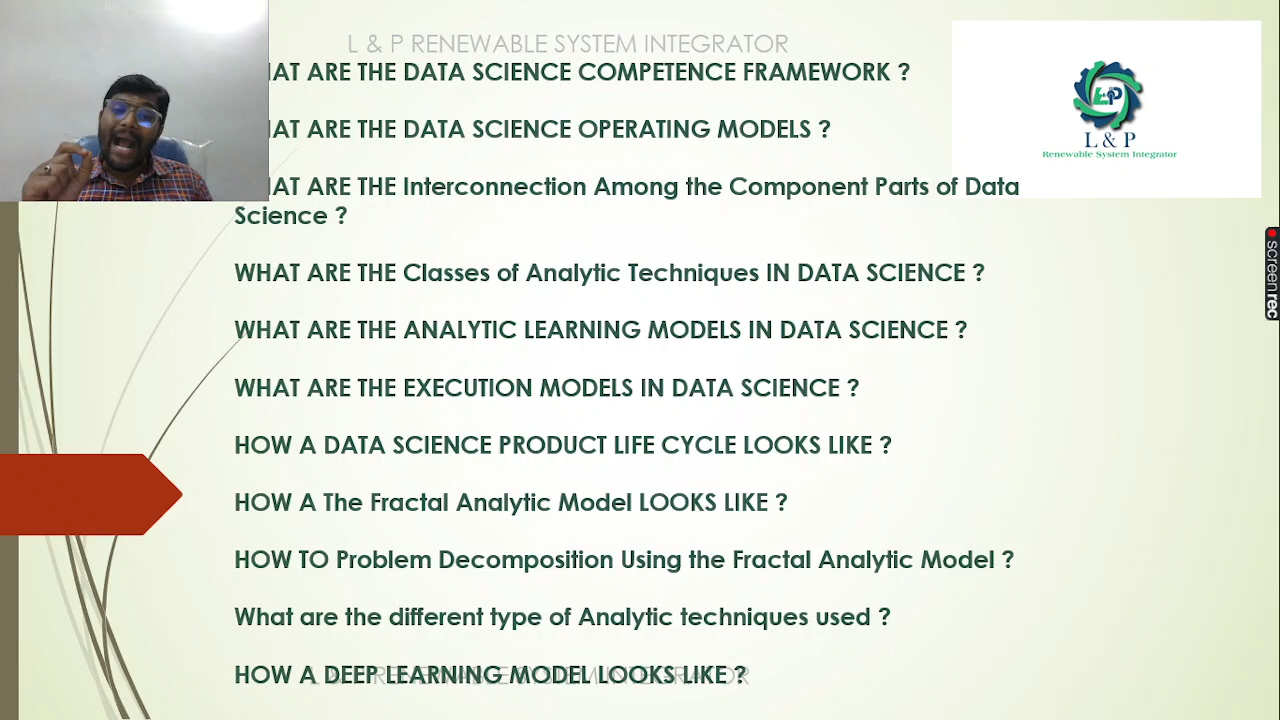 L & P RENEWABLE SYSTEM INTEGRATOR
ARE THE DATA SCIENCE COMPETENCE FRAMEWORK ?
ARE THE DATA SCIENCE OPERATING MODELS ?
ARE THE Interconnection Among the Component Parts of Data
Science ?
WHAT ARE THE Classes of Analytic Techniques IN DATA SCIENCE ?
WHAT ARE THE ANALYTIC LEARNING MODELS IN DATA SCIENCE ?
WHAT ARE THE EXECUTION MODELS IN DATA SCIENCE ?
HOW A DATA SCIENCE PRODUCT LIFE CYCLE LOOKS LIKE ?
HOW A The Fractal Analytic Model LOOKS LIKE ?
HOW TO Problem Decomposition Using the Fractal Analytic Model ?
What are the different type of Analytic techniques used ?
HOW A DEEP LEARNING MODEL LOOKS LIKE ?
L & P RENEWABLE SYSTEM INTEGRATOR
L&P
L & P
Renewable System Integrator
screenrec